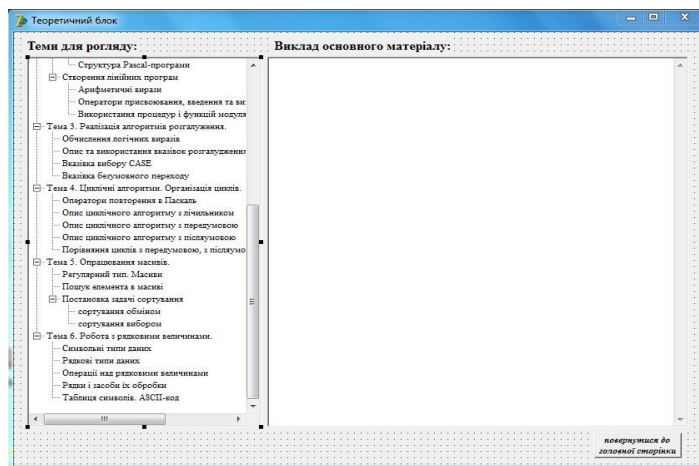 Теоретичний блок
Теми для рогляду:
Виклад основного матеріалу:
Структура Pascal-програми
Створення лінійних програм
Арифметичні вирази
Оператори присвоювання, введення та ви
Використання процедур і функцій модуля
Тема 3. Реалізація алгоритмів розгалуження.
Обчислення логічних виразів
Опис та використання вказівок розгалудженн
Вказівка вибору CASE
Вказівка безумовного переходу
Тема 4. Циклічні алгоритми. Організація циклів.
Оператори повторення в Паскаль
Опис циклічного алгоритму з лічильником
Опис циклічного алгоритму з передумовою
Опис циклічного алгоритму з післяумовою
Порівняння циклів з передумовою, з післяумо
Тема 5. Опрацювання масивів.
Регулярний тип. Масиви
Пошук елемента в масиві
Постановка задачі сортування
сортування обміном
сортування вибором
Тема 6. Робота з рядковими величинами.
Символьні типи даних
Рядкові типи даних
Операції над рядковими величинами
Рядки і засоби їх обробки
Таблиця символів. ASCII-код
повернутися до
головної сторінки